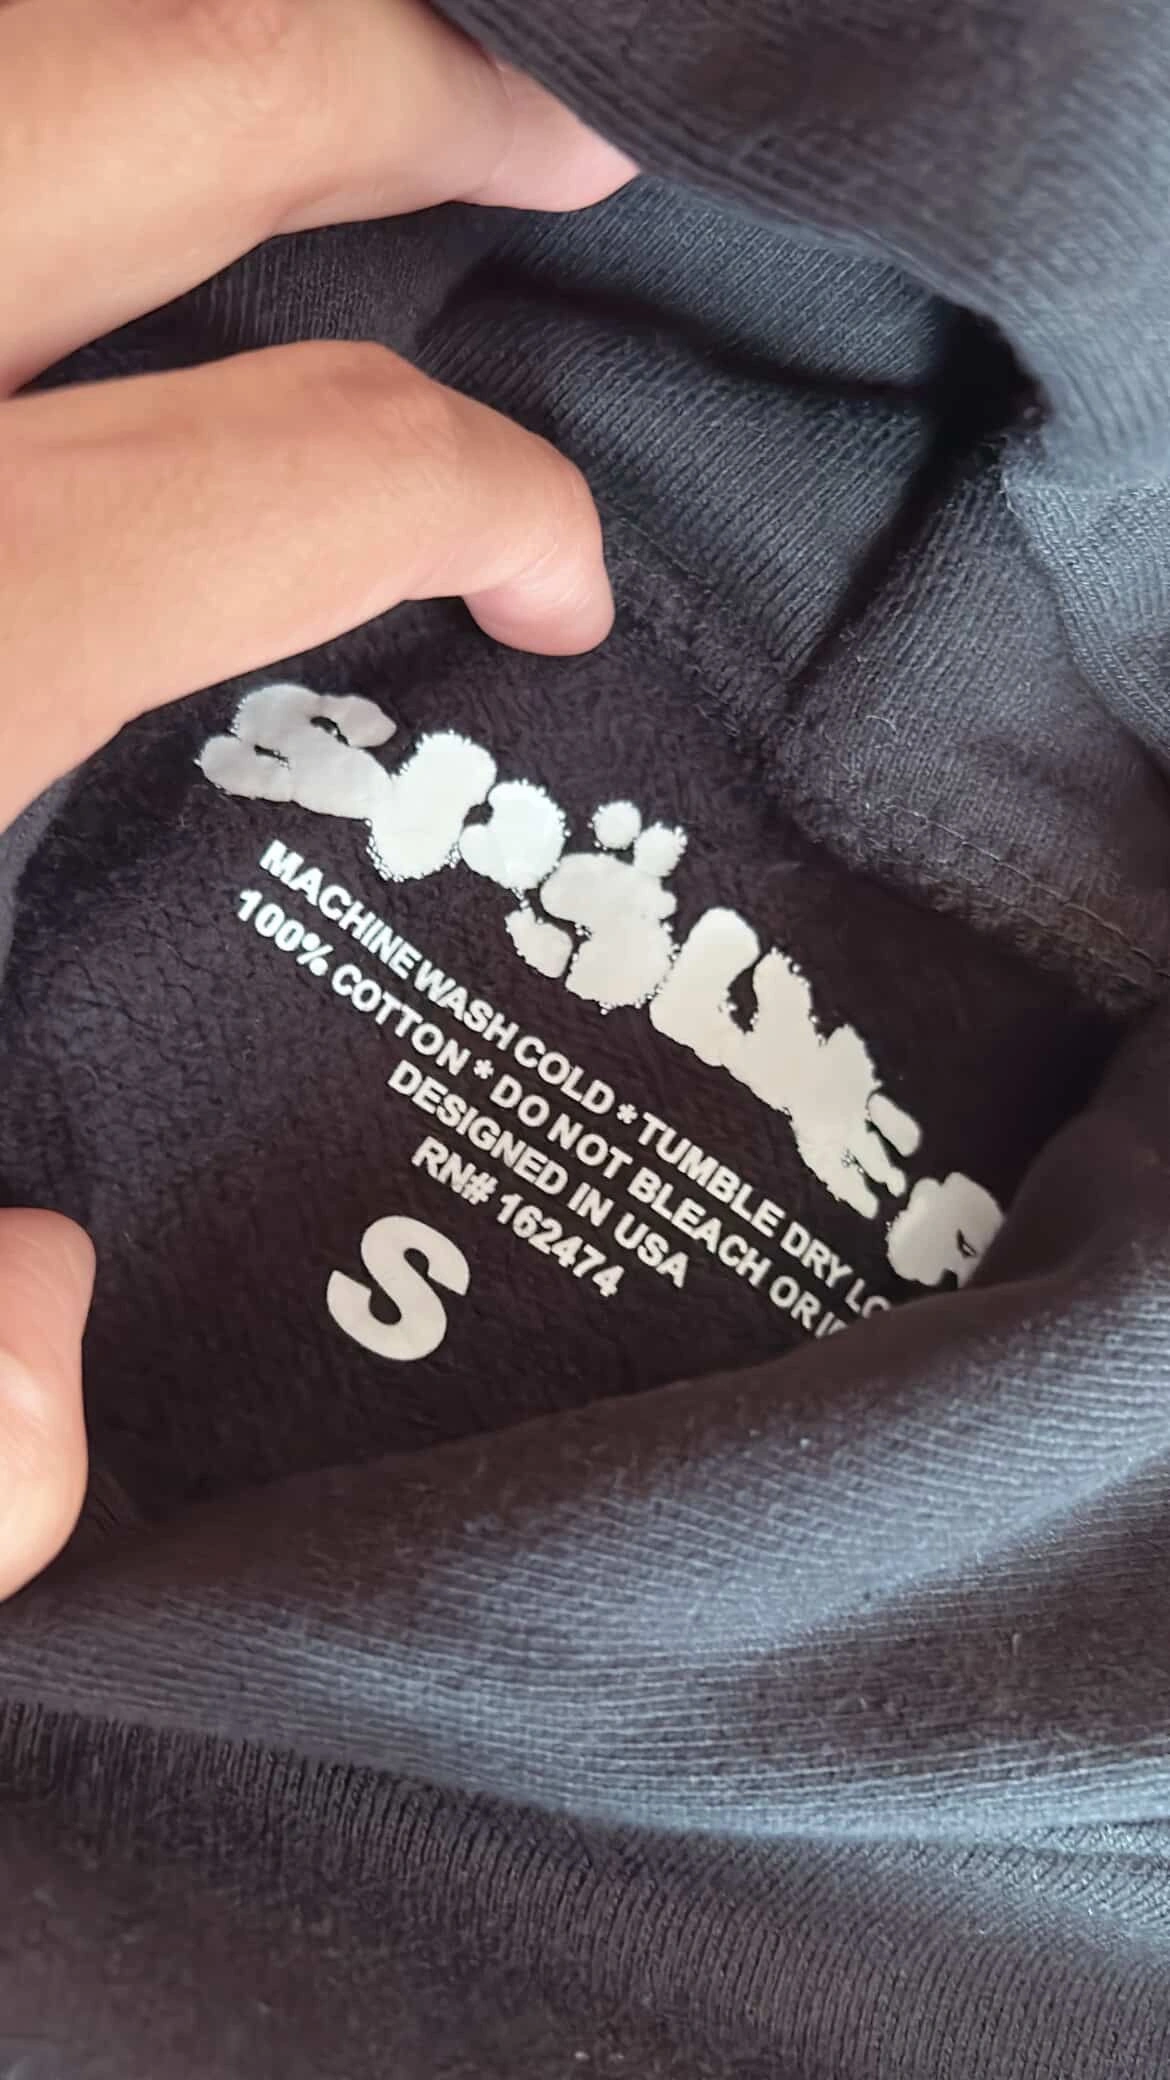 MACHINE WASH COLD * TUMBLE DRY
100% COTTON * DO NOT BLEACH OR
DESIGNED IN USA
RN# 162474
S